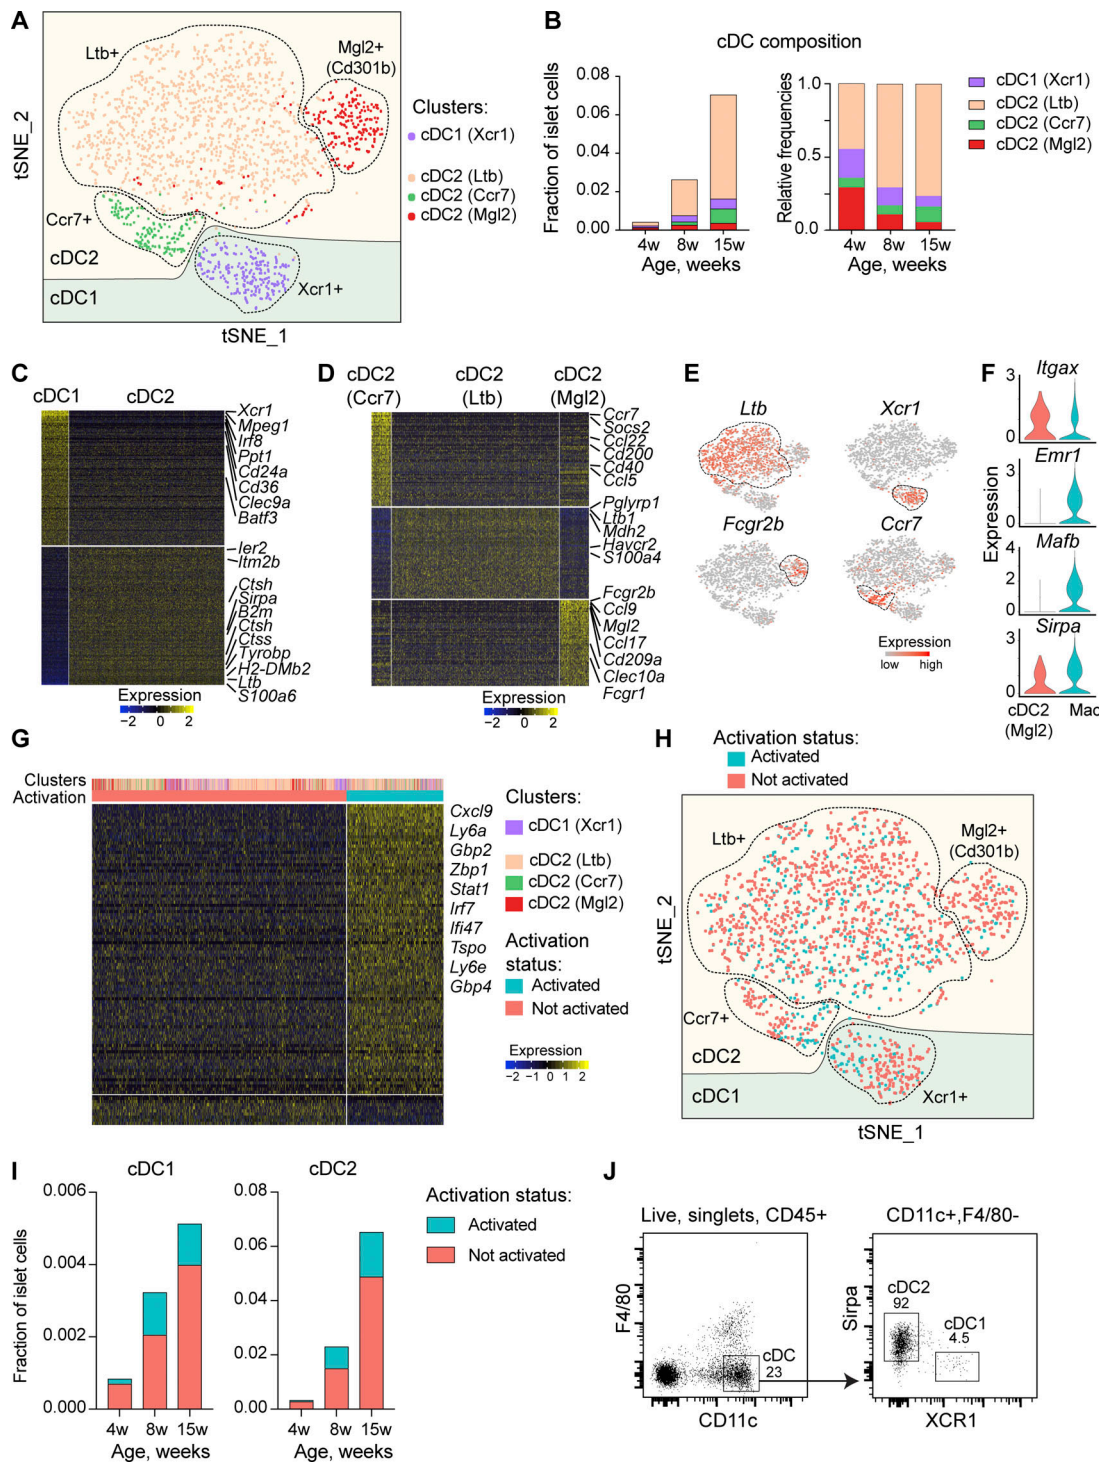 A
Ltb+
Mgl2+
(Cd301b)
Ccr7+
cDC2
cDC1
Xcr1+
tSNE_2
tSNE_1
Clusters:
cDC1 (Xcr1)
cDC2 (Ltb)
cDC2 (Ccr7)
cDC2 (Mgl2)
B
cDC composition
Fraction of islet cells
0.08
0.06
0.04
0.02
0.00
4w 8w 15w
Age, weeks
Relative frequencies
1.0
0.5
0.0
4w 8w 15w
Age, weeks
cDC1 (Xcr1)
cDC2 (Ltb)
cDC2 (Ccr7)
cDC2 (Mgl2)
C
cDC1 cDC2
Xcr1
Mpeg1
Irf8
Ppt1
Cd24a
Cd36
Clec9a
Batf3
Ier2
Itm2b
Ctsh
Sirpa
B2m
Ctsh
Ctss
Tyrobp
H2-DMb2
Ltb
S100a6
Expression
−2 0 2
D
cDC2
(Ccr7)
cDC2
(Ltb)
cDC2
(Mgl2)
Ccr7
Socs2
Ccl22
Cd200
Cd40
Ccl5
Pglyrp1
Ltb1
Mdh2
Havcr2
S100a4
Fcgr2b
Ccl9
Mgl2
Ccl17
Cd209a
Clec10a
Fcgr1
Expression
−2 0 2
E
Ltb
Xcr1
Fcgr2b
Ccr7
Expression
low high
F
Expression
Itgax
3
0
Emr1
3
0
Mafb
4
2
0
Sirpa
3
0
cDC2
(Mgl2)
Mac
G
Clusters
Activation
Cxcl9
Ly6a
Gbp2
Zbp1
Stat1
Irf7
Ifi47
Tspo
Ly6e
Gbp4
Clusters:
cDC1 (Xcr1)
cDC2 (Ltb)
cDC2 (Ccr7)
cDC2 (Mgl2)
Activation
status:
Activated
Not activated
Expression
−2 −1 0 1 2
H
Activation status:
Activated
Not activated
Ltb+
Mgl2+
(Cd301b)
Ccr7+
cDC2
cDC1
Xcr1+
tSNE_2
tSNE_1
I
cDC1
Fraction of islet cells
0.006
0.004
0.002
0.000
4w 8w 15w
Age, weeks
cDC2
0.08
0.06
0.04
0.02
0.00
4w 8w 15w
Age, weeks
Activation status:
Activated
Not activated
J
Live, singlets, CD45+
F4/80
cDC
23
CD11c
CD11c+,F4/80-
Sirpa
cDC2
92
cDC1
4.5
XCR1